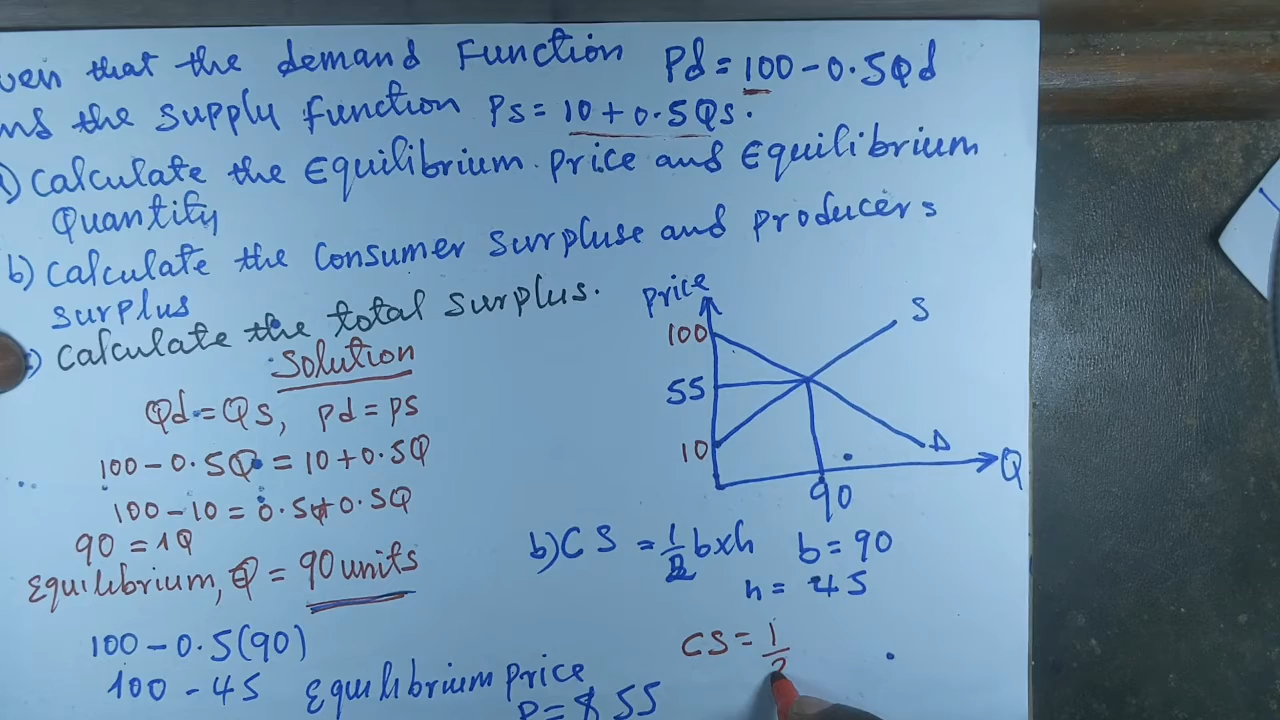 ven that the demand Function Pd = 100 - 0.5Qd
nd the supply function Ps = 10 + 0.5Qs.
) Calculate the Equilibrium price and Equilibrium
Quantity
b) Calculate the Consumer surpluse and producers
surplus
) Calculate the total surplus.
Solution
Qd = Qs, pd = ps
100 - 0.5Q = 10 + 0.5Q
100 - 10 = 0.5Q + 0.5Q
90 = 1Q
Equilibrium, Q = 90 units
100 - 0.5(90)
100 - 45 Equilibrium price
P = $55
price
100
S
55
10
D
Q
90
b) CS = 1/2 b x h b = 90
h = 45
CS = 1/2